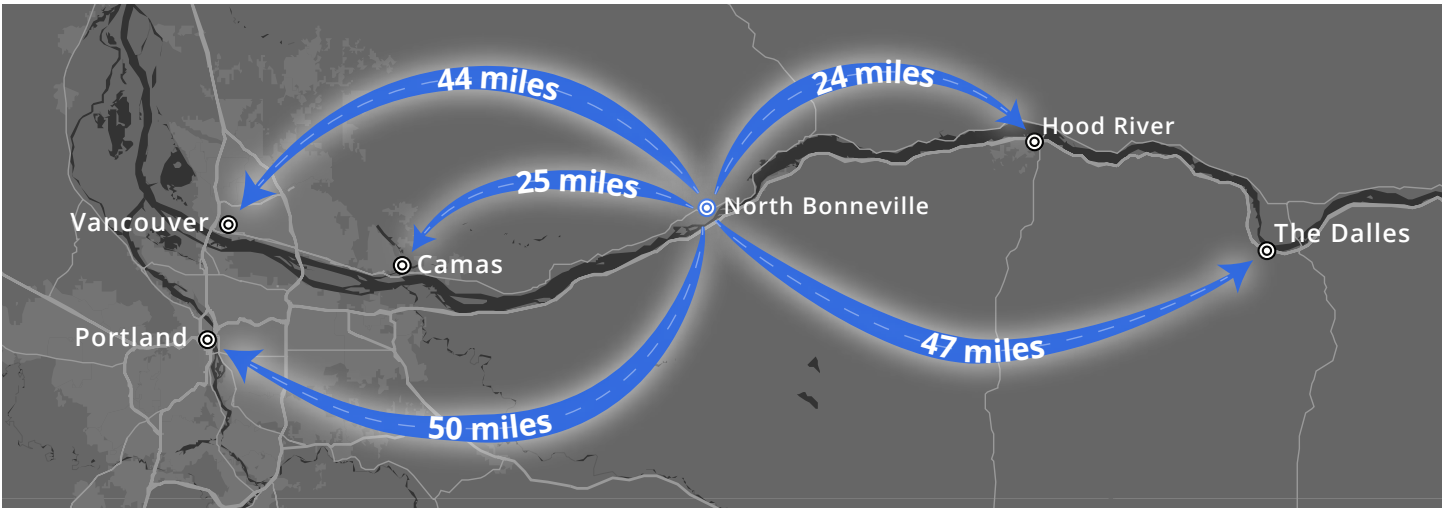 44 miles
24 miles
Hood River
25 miles
North Bonneville
Vancouver
The Dalles
Camas
Portland
47 miles
50 miles